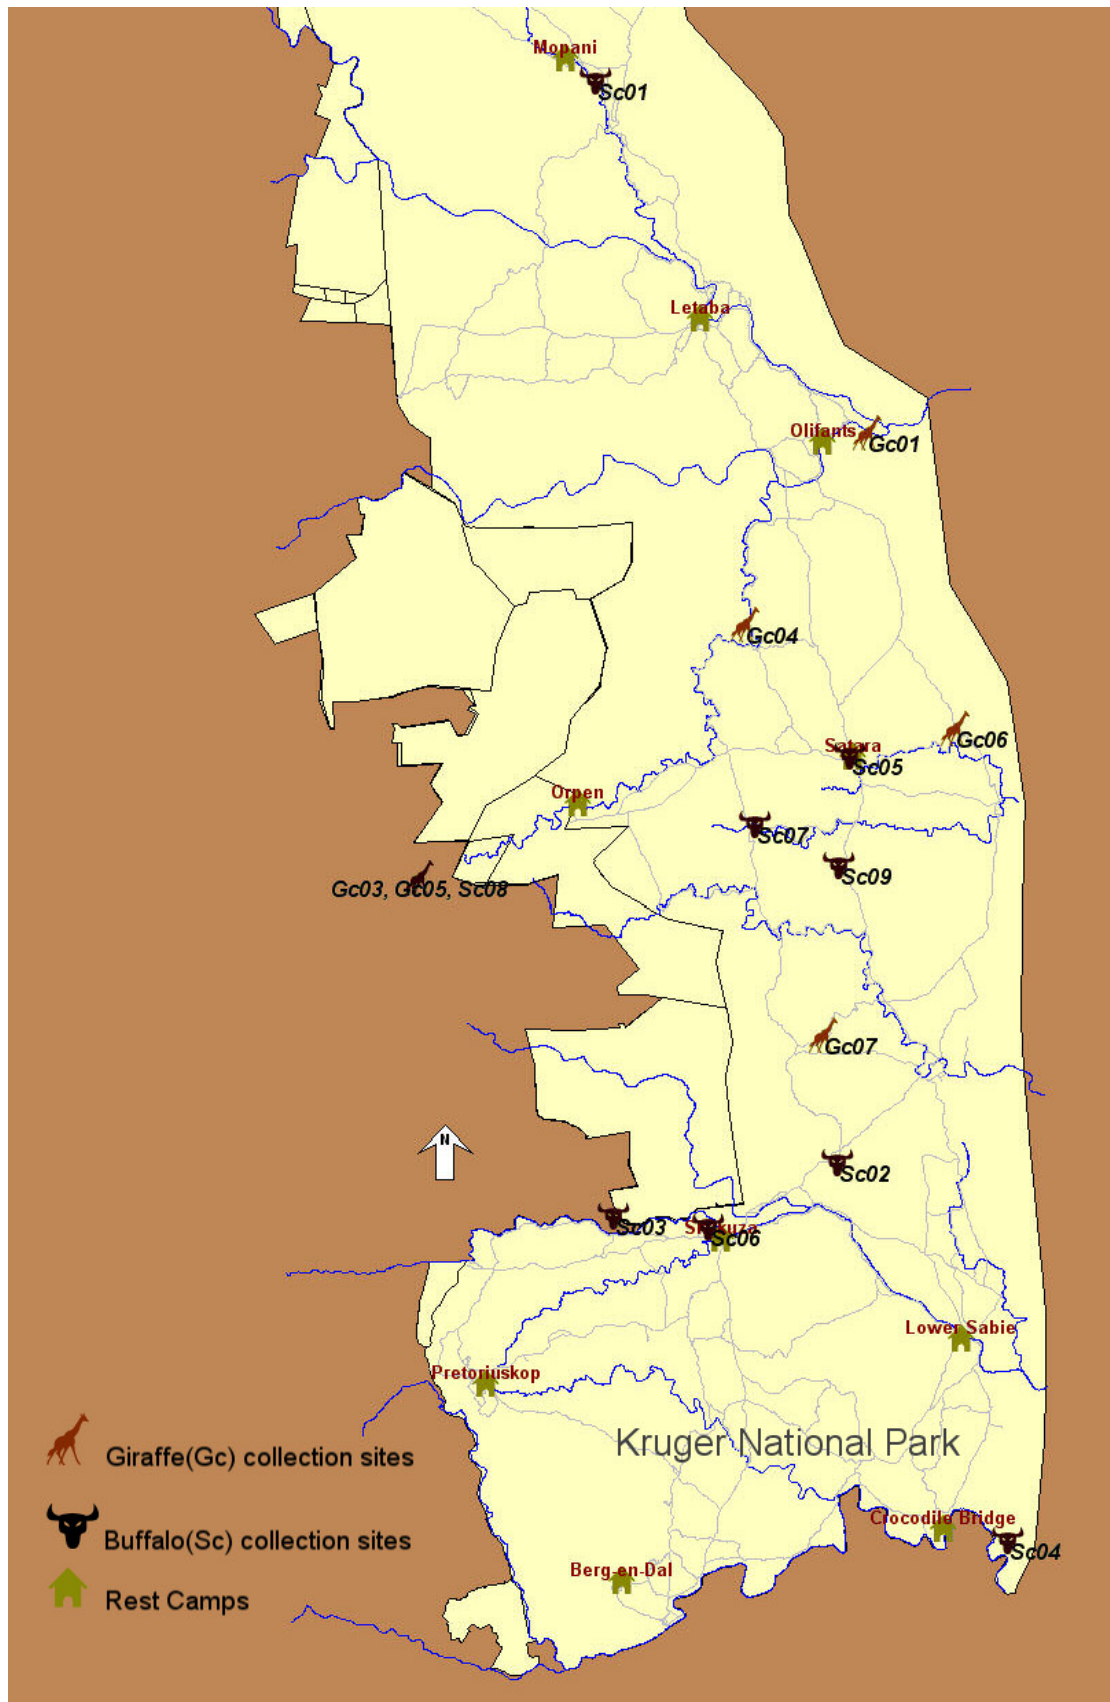 Mopani
Sc01
Letaba
Olifants
Gc01
Gc04
Gc06
Satara
Sc05
Orpen
Sc07
Sc09
Gc03, Gc05, Sc08
Gc07
N
Sc02
Sc03
Skukuza
Sc06
Lower Sabie
Pretoriuskop
Kruger National Park
Giraffe(Gc) collection sites
Crocodile Bridge
Buffalo(Sc) collection sites
Sc04
Berg-en-Dal
Rest Camps